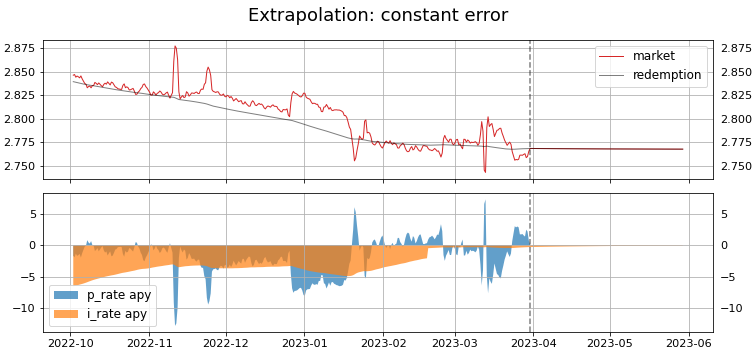 Extrapolation: constant error
2.875 2.875
2.850 2.850
2.825 2.825
2.800 2.800
2.775 2.775
2.750 2.750
market
redemption
5 5
0 0
−5 −5
−10 −10
p_rate apy
i_rate apy
2022-10 2022-11 2022-12 2023-01 2023-02 2023-03 2023-04 2023-05 2023-06